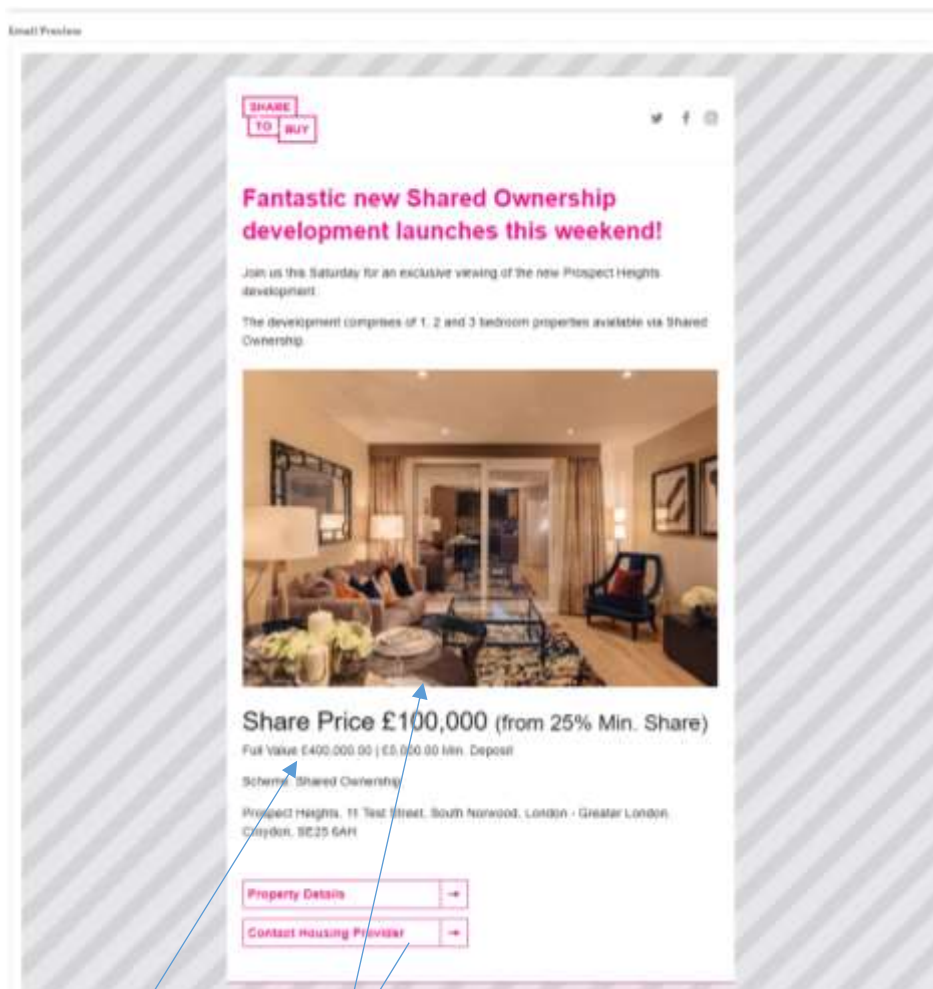 Email Preview
SHARE
TO BUY
Fantastic new Shared Ownership
development launches this weekend!
Join us this Saturday for an exclusive viewing of the new Prospect Heights
development.
The development comprises of 1, 2 and 3 bedroom properties available via Shared
Ownership.
Share Price £100,000 (from 25% Min. Share)
Full Value £400,000.00 | £5,000.00 Min. Deposit
Scheme: Shared Ownership
Prospect Heights, 11 Test Street, South Norwood, London - Greater London,
Croydon, SE25 6AH
Property Details
Contact Housing Provider